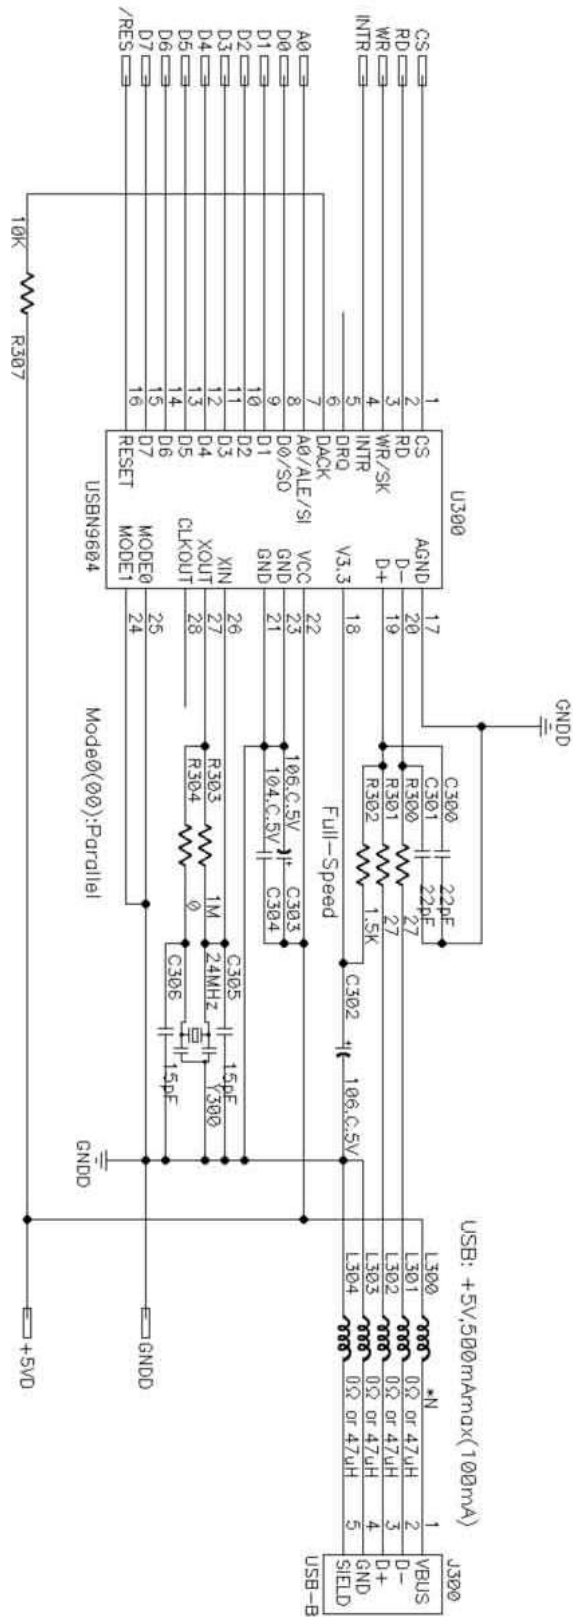 CS
RD
WR
INTR
A0
D0
D1
D2
D3
D4
D5
D6
D7
/RES
10K
R307
1
2
3
4
5
6
7
8
9
10
11
12
13
14
15
16
U300
CS
RD
WR/SK
INTR
DRQ
DACK
A0/ALE/SI
D0/SO
D1
D2
D3
D4
D5
D6
D7
RESET
AGND
D-
D+
V3.3
VCC
GND
GND
XIN
XOUT
CLKOUT
MODE0
MODE1
USBN9604
17
20
19
18
22
23
21
26
27
28
25
24
GNDD
C300
22pF
C301
22pF
R300
27
R301
27
R302
1.5K
Full-Speed
C302
106.C.5V
106.C.5V
C303
104.C.5V
C304
R303
1M
R304
0
C305
15pF
24MHz
Y300
C306
15pF
Mode0(00):Parallel
GNDD
USB: +5V,500mAmax(100mA)
L300
*N
0Ω or 47uH
L301
0Ω or 47uH
L302
0Ω or 47uH
L303
0Ω or 47uH
L304
0Ω or 47uH
GNDD
+5VD
1
2
3
4
5
J300
VBUS
D-
D+
GND
SIELD
USB-B